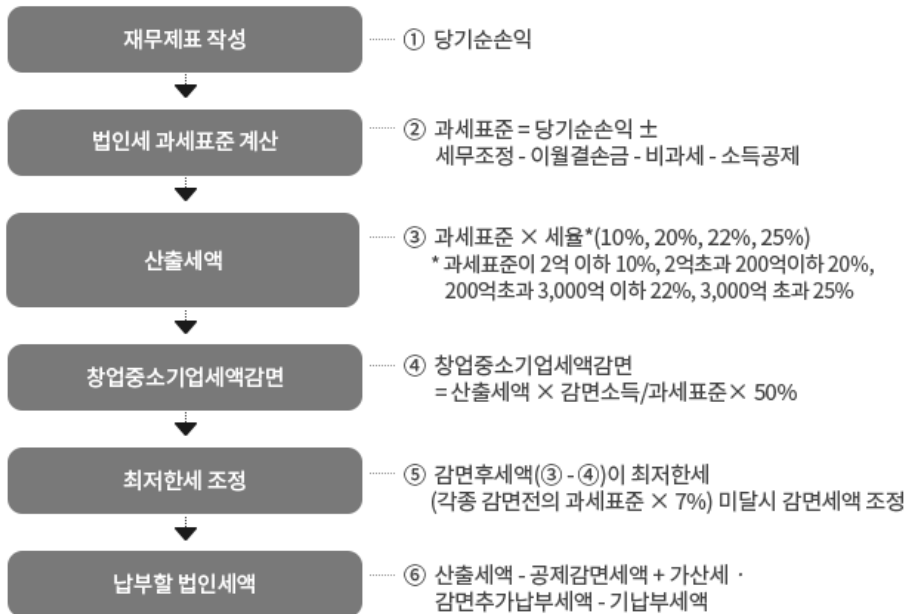 재무제표 작성
① 당기순손익
법인세 과세표준 계산
② 과세표준 = 당기순손익 ±
세무조정 - 이월결손금 - 비과세 - 소득공제
산출세액
③ 과세표준 × 세율*(10%, 20%, 22%, 25%)
* 과세표준이 2억 이하 10%, 2억초과 200억이하 20%,
200억초과 3,000억 이하 22%, 3,000억 초과 25%
창업중소기업세액감면
④ 창업중소기업세액감면
= 산출세액 × 감면소득/과세표준× 50%
최저한세 조정
⑤ 감면후세액(③ - ④)이 최저한세
(각종 감면전의 과세표준 × 7%) 미달시 감면세액 조정
납부할 법인세액
⑥ 산출세액 - 공제감면세액 + 가산세 ·
감면추가납부세액 - 기납부세액